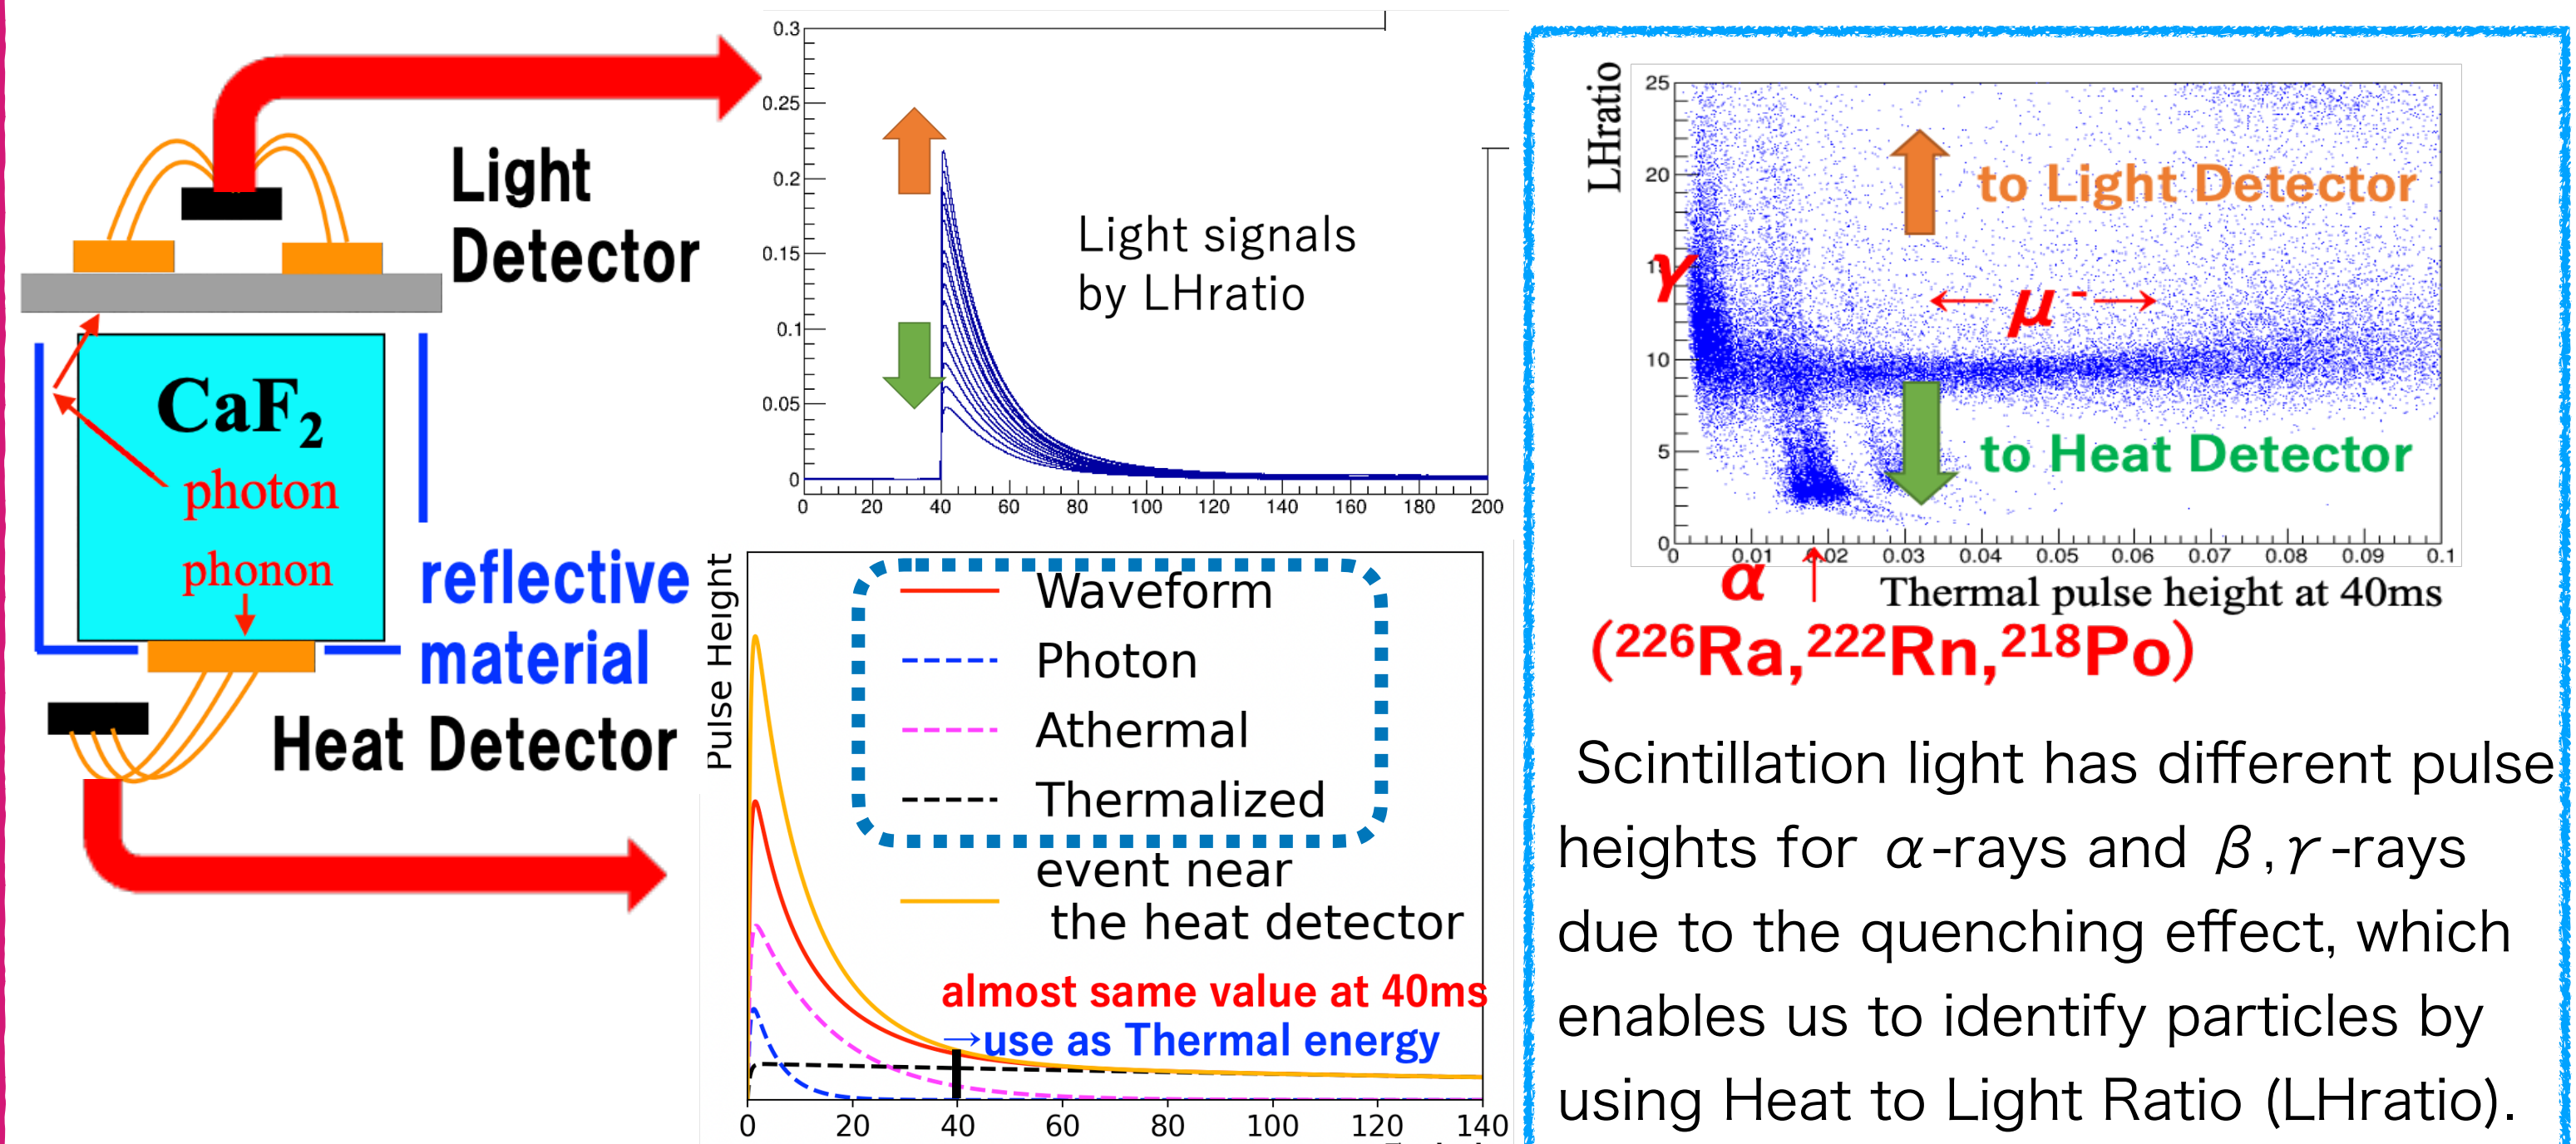 Light
Detector
CaF2
photon
phonon
reflective
material
Heat Detector
0.3
0.25
0.2
0.15
0.1
0.05
0
Light signals
by LHratio
0 20 40 60 80 100 120 140 160 180 200
Pulse Height
Waveform
Photon
Athermal
Thermalized
event near
the heat detector
almost same value at 40ms
→use as Thermal energy
0 20 40 60 80 100 120 140
LHratio
25
20
15
10
5
0
to Light Detector
γ
← μ⁻ →
to Heat Detector
0 0.01 0.02 0.03 0.04 0.05 0.06 0.07 0.08 0.09 0.1
α ↑ Thermal pulse height at 40ms
(226Ra,222Rn,218Po)
Scintillation light has different pulse
heights for α-rays and β,γ-rays
due to the quenching effect, which
enables us to identify particles by
using Heat to Light Ratio (LHratio).